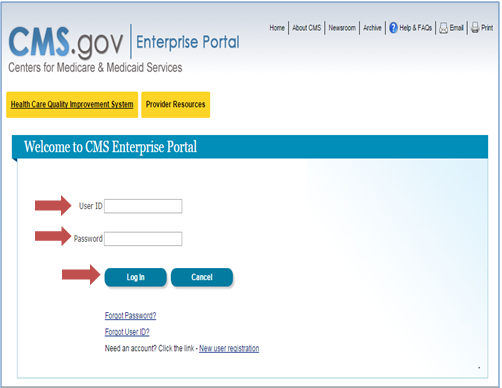 Home | About CMS | Newsroom | Archive | ? Help & FAQs | Email | Print
CMS.gov | Enterprise Portal
Centers for Medicare & Medicaid Services
Health Care Quality Improvement System Provider Resources
Welcome to CMS Enterprise Portal
User ID
Password
Log In Cancel
Forgot Password?
Forgot User ID?
Need an account? Click the link - New user registration